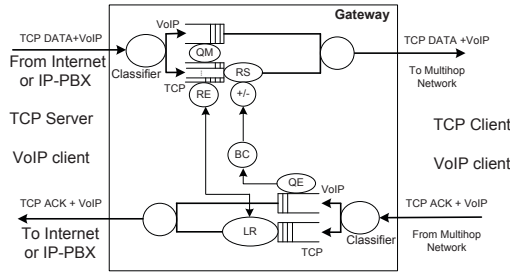 Gateway
TCP DATA+VoIP
From Internet
or IP-PBX
Classifier
VoIP
QM
TCP
RS
RE
+/-
TCP DATA +VoIP
To Multihop
Network
TCP Server
VoIP client
TCP Client
VoIP client
BC
QE
VoIP
LR
TCP
Classifier
TCP ACK + VoIP
To Internet
or IP-PBX
TCP ACK + VoIP
From Multihop
Network